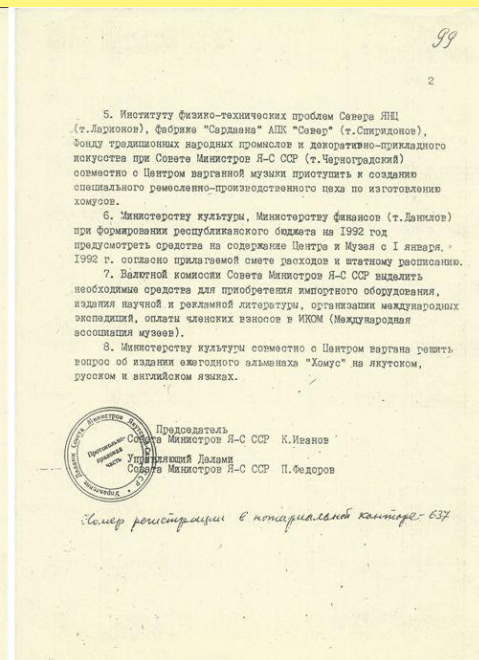 99
2
5. Институту физико-технических проблем Севера ЯНЦ
(т.Ларионов), фабрике "Сардаана" АПК "Север" (т.Спиридонов),
Фонду традиционных народных промыслов и декоративно-прикладного
искусства при Совете Министров Я-С ССР (т.Черноградский)
совместно с Центром варганной музыки приступить к созданию
специального ремесленно-производственного цеха по изготовлению
хомусов.
6. Министерству культуры, Министерству финансов (т.Данилов)
при формировании республиканского бюджета на 1992 год
предусмотреть средства на содержание Центра и Музея с I января
1992 г. согласно прилагаемой смете расходов и штатному расписанию.
7. Валютной комиссии Совета Министров Я-С ССР выделить
необходимые средства для приобретения импортного оборудования,
издания научной и рекламной литературы, организации международных
экспедиций, оплаты членских взносов в ИКОМ (Международная
ассоциация музеев).
8. Министерству культуры совместно с Центром варгана решить
вопрос об издании ежегодного альманаха "Хомус" на якутском,
русском и английском языках.
Председатель
Совета Министров Я-С ССР К.Иванов
Управляющий Делами
Совета Министров Я-С ССР П.Федоров
Протокольно-
правовая
часть
Номер регистрации в нотариальной конторе - 637